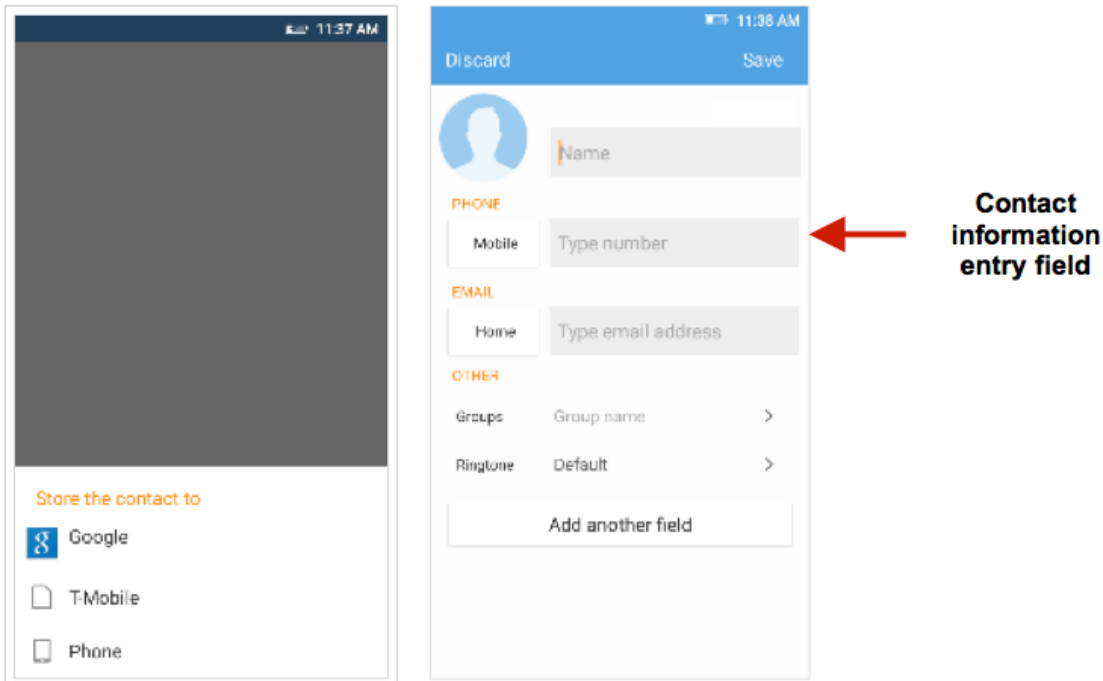 11:37 AM
Store the contact to
Google
T-Mobile
Phone
11:38 AM
Discard
Save
Name
PHONE
Mobile
Type number
EMAIL
Home
Type email address
OTHER
Groups
Group name
Ringtone
Default
Add another field
Contact
information
entry field